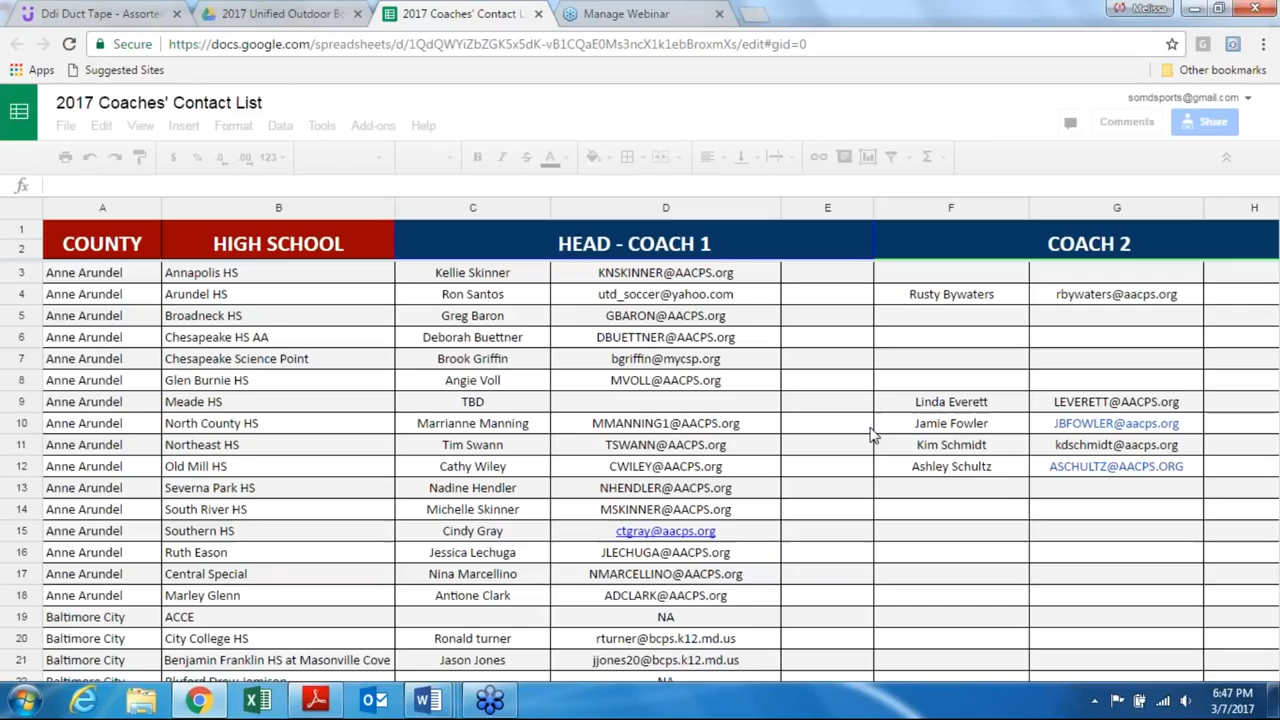 Ddi Duct Tape - Assorte
2017 Unified Outdoor Bo
2017 Coaches' Contact L
Manage Webinar
Melissa
Secure https://docs.google.com/spreadsheets/d/1QdQWYiZbZGK5x5dK-vB1CQaE0Ms3ncX1k1ebBroxmXs/edit#gid=0
Apps Suggested Sites Other bookmarks
2017 Coaches' Contact List
somdsports@gmail.com
File Edit View Insert Format Data Tools Add-ons Help
Comments Share
$ % .0 .00 123 B I S A Σ
fx
A B C D E F G H
1
2 COUNTY HIGH SCHOOL HEAD - COACH 1 COACH 2
3 Anne Arundel Annapolis HS Kellie Skinner KNSKINNER@AACPS.org
4 Anne Arundel Arundel HS Ron Santos utd_soccer@yahoo.com Rusty Bywaters rbywaters@aacps.org
5 Anne Arundel Broadneck HS Greg Baron GBARON@AACPS.org
6 Anne Arundel Chesapeake HS AA Deborah Buettner DBUETTNER@AACPS.org
7 Anne Arundel Chesapeake Science Point Brook Griffin bgriffin@mycsp.org
8 Anne Arundel Glen Burnie HS Angie Voll MVOLL@AACPS.org
9 Anne Arundel Meade HS TBD Linda Everett LEVERETT@AACPS.org
10 Anne Arundel North County HS Marrianne Manning MMANNING1@AACPS.org Jamie Fowler JBFOWLER@aacps.org
11 Anne Arundel Northeast HS Tim Swann TSWANN@AACPS.org Kim Schmidt kdschmidt@aacps.org
12 Anne Arundel Old Mill HS Cathy Wiley CWILEY@AACPS.org Ashley Schultz ASCHULTZ@AACPS.ORG
13 Anne Arundel Severna Park HS Nadine Hendler NHENDLER@AACPS.org
14 Anne Arundel South River HS Michelle Skinner MSKINNER@AACPS.org
15 Anne Arundel Southern HS Cindy Gray ctgray@aacps.org
16 Anne Arundel Ruth Eason Jessica Lechuga JLECHUGA@AACPS.org
17 Anne Arundel Central Special Nina Marcellino NMARCELLINO@AACPS.org
18 Anne Arundel Marley Glenn Antione Clark ADCLARK@AACPS.org
19 Baltimore City ACCE NA
20 Baltimore City City College HS Ronald turner rturner@bcps.k12.md.us
21 Baltimore City Benjamin Franklin HS at Masonville Cove Jason Jones jjones20@bcps.k12.md.us
6:47 PM
3/7/2017